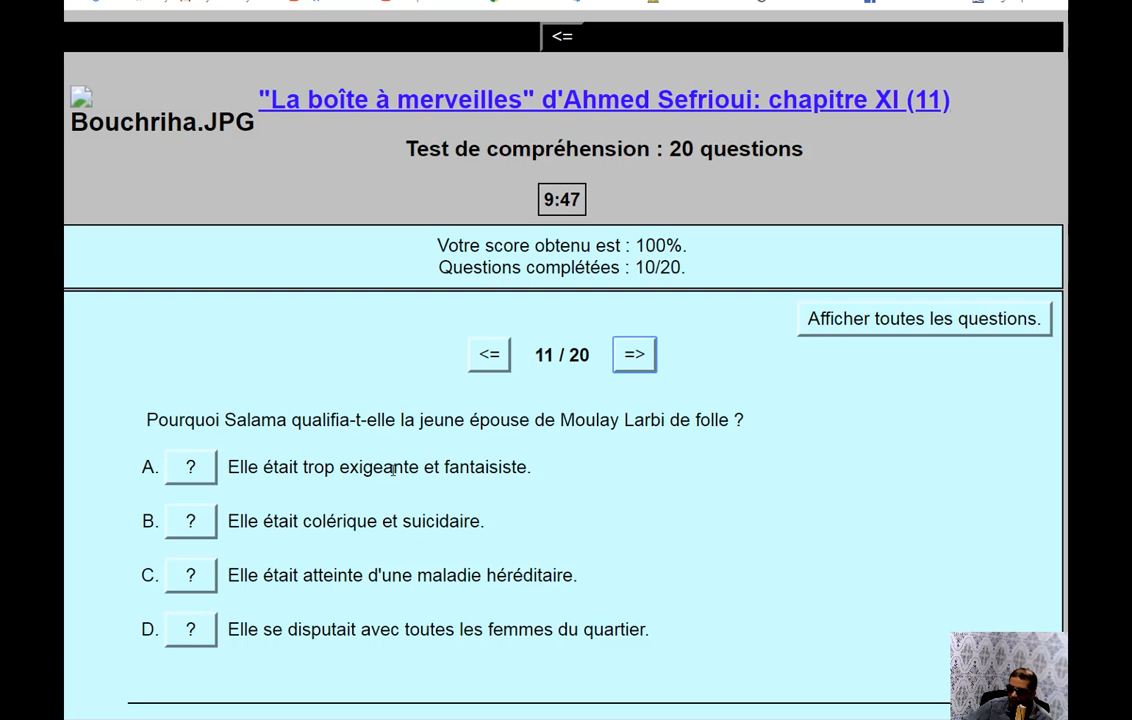 <=
"La boîte à merveilles" d'Ahmed Sefrioui: chapitre XI (11)
Bouchriha.JPG
Test de compréhension : 20 questions
9:47
Votre score obtenu est : 100%.
Questions complétées : 10/20.
Afficher toutes les questions.
<= 11 / 20 =>
Pourquoi Salama qualifia-t-elle la jeune épouse de Moulay Larbi de folle ?
A. ? Elle était trop exigeante et fantaisiste.
B. ? Elle était colérique et suicidaire.
C. ? Elle était atteinte d'une maladie héréditaire.
D. ? Elle se disputait avec toutes les femmes du quartier.